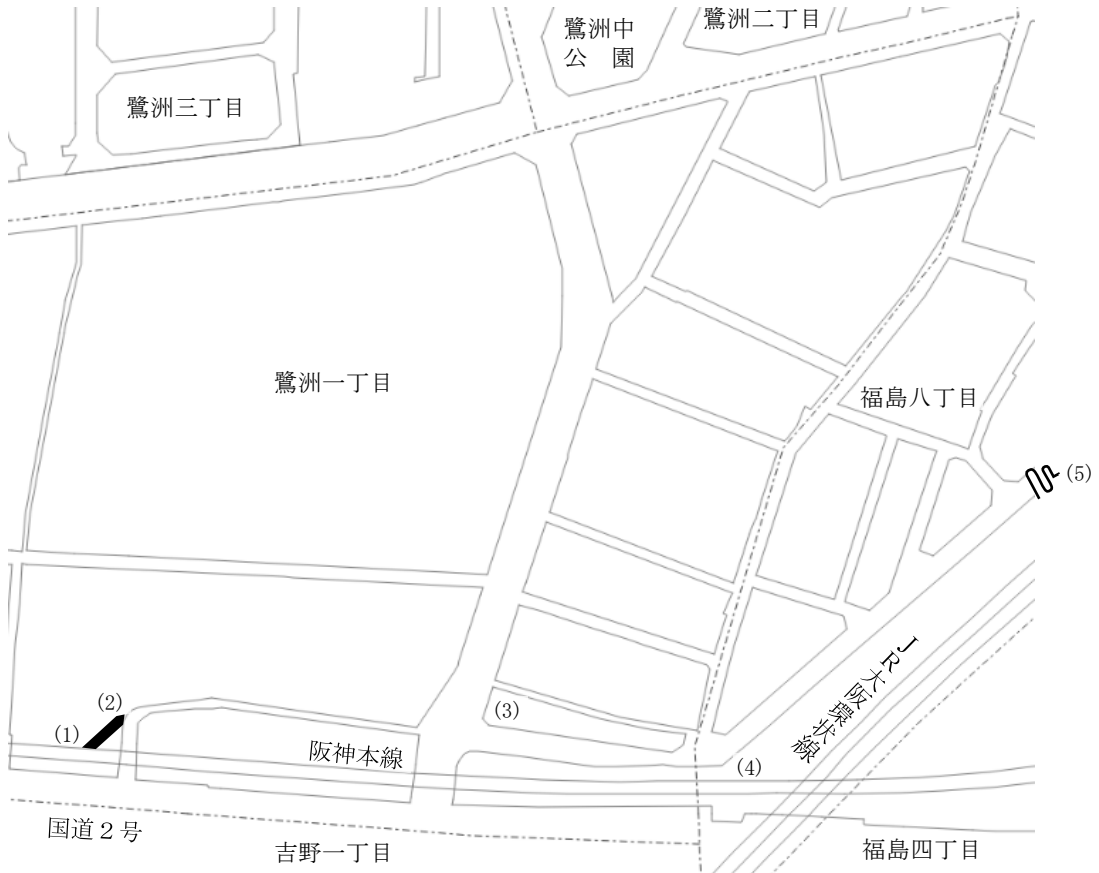 鷺洲中
公園
鷺洲二丁目
鷺洲三丁目
鷺洲一丁目
福島八丁目
(5)
JR大阪環状線
(2)
(3)
(1)
阪神本線
(4)
国道2号
吉野一丁目
福島四丁目